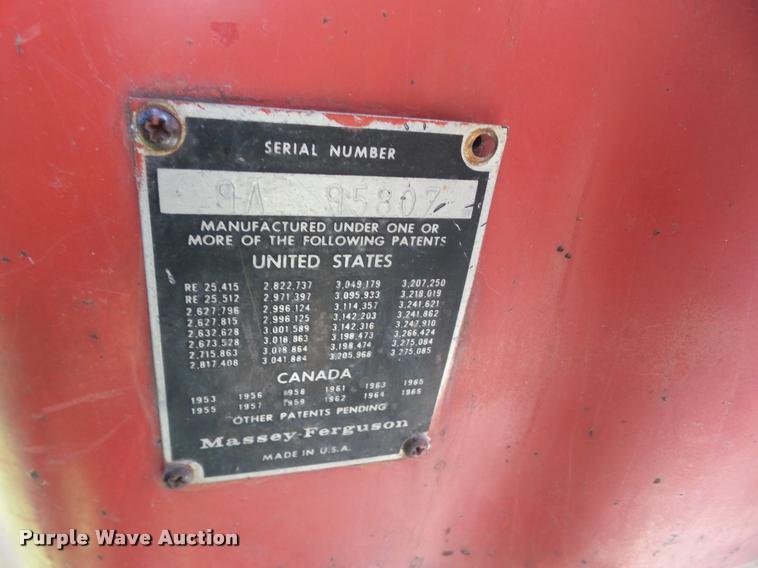 SERIAL NUMBER
9A 95807
MANUFACTURED UNDER ONE OR
MORE OF THE FOLLOWING PATENTS
UNITED STATES
RE 25,415 2,822,737 3,049,179 3,207,250
RE 25,512 2,971,397 3,095,933 3,218,019
2,627,796 2,996,124 3,114,357 3,241,621
2,627,815 2,996,125 3,142,203 3,241,862
2,632,628 3,001,589 3,142,316 3,247,910
2,673,528 3,018,863 3,198,473 3,266,424
2,715,863 3,018,864 3,198,474 3,275,084
2,817,408 3,041,884 3,205,968 3,275,085
CANADA
1953 1956 1958 1961 1963 1965
1955 1957 1959 1962 1964 1966
OTHER PATENTS PENDING
Massey-Ferguson
MADE IN U.S.A.
Purple Wave Auction